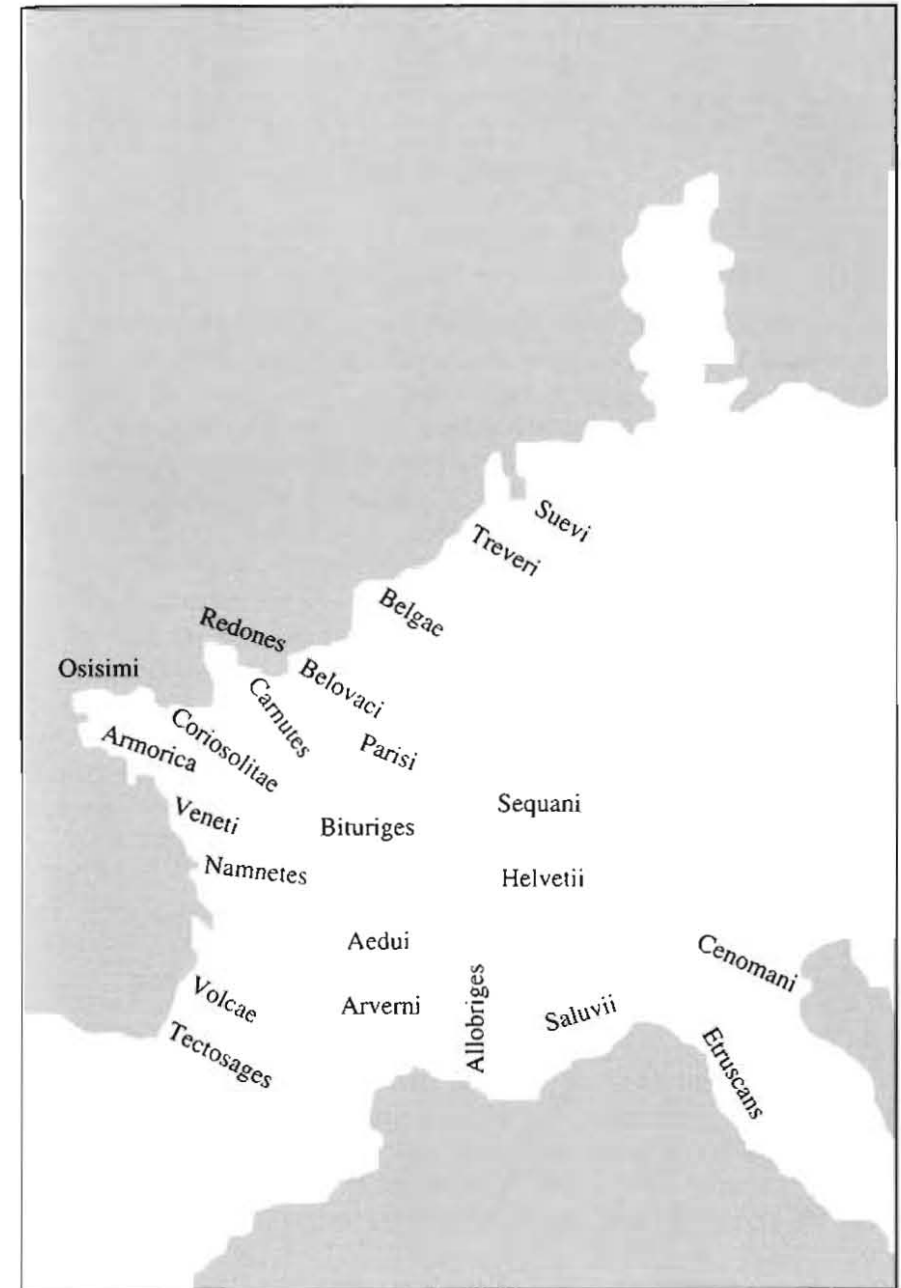 Suevi
Treveri
Belgae
Redones
Belovaci
Osisimi
Carnutes
Coriosolitae
Armorica
Parisi
Sequani
Veneti
Bituriges
Namnetes
Helvetii
Aedui
Cenomani
Volcae
Arverni
Allobriges
Saluvii
Tectosages
Etruscans